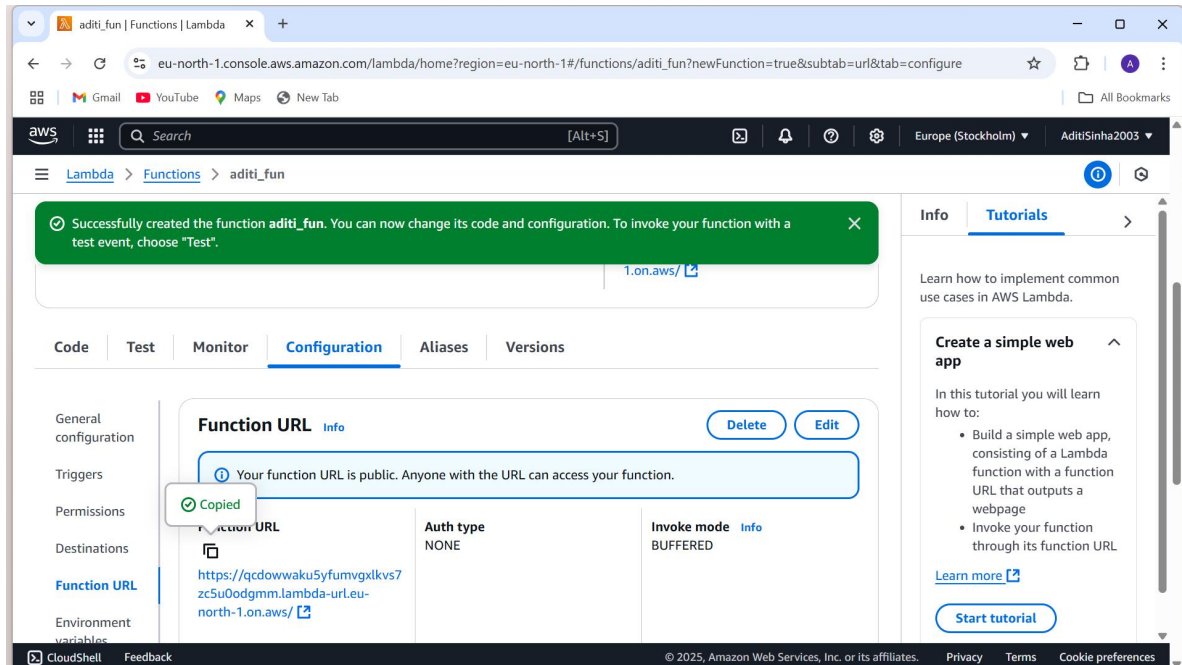 aditi_fun | Functions | Lambda
eu-north-1.console.aws.amazon.com/lambda/home?region=eu-north-1#/functions/aditi_fun?newFunction=true&subtab=url&tab=configure
A
Gmail YouTube Maps New Tab All Bookmarks
aws Search [Alt+S] Europe (Stockholm) AditiSinha2003
Lambda > Functions > aditi_fun
Successfully created the function aditi_fun. You can now change its code and configuration. To invoke your function with a
test event, choose "Test".
1.on.aws/
Code Test Monitor Configuration Aliases Versions
General
configuration
Triggers
Permissions
Destinations
Function URL
Environment
variables
Function URL Info Delete Edit
Your function URL is public. Anyone with the URL can access your function.
Copied
URL
https://qcdowwaku5yfumvgxlkvs7
zc5u0odgmm.lambda-url.eu-
north-1.on.aws/
Auth type
NONE
Invoke mode Info
BUFFERED
Info Tutorials
Learn how to implement common
use cases in AWS Lambda.
Create a simple web
app
In this tutorial you will learn
how to:
• Build a simple web app,
consisting of a Lambda
function with a function
URL that outputs a
webpage
• Invoke your function
through its function URL
Learn more
Start tutorial
CloudShell Feedback © 2025, Amazon Web Services, Inc. or its affiliates. Privacy Terms Cookie preferences